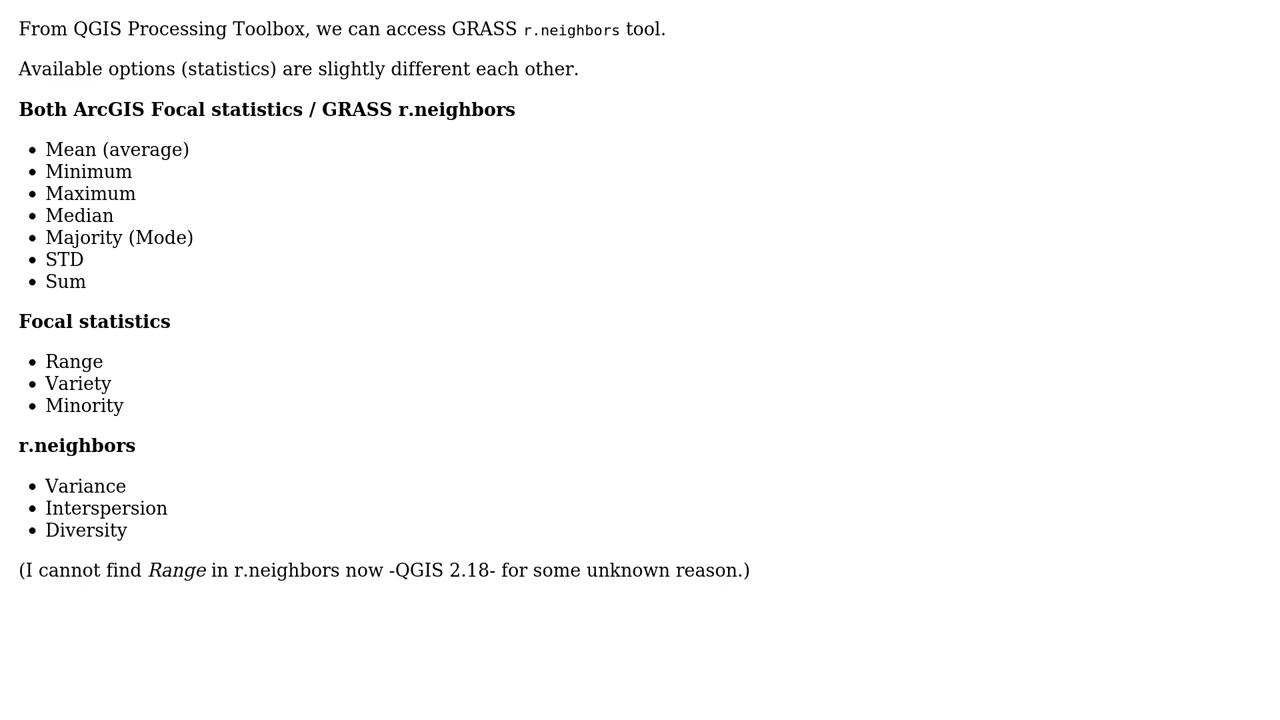 From QGIS Processing Toolbox, we can access GRASS r.neighbors tool.
Available options (statistics) are slightly different each other.
Both ArcGIS Focal statistics / GRASS r.neighbors
• Mean (average)
• Minimum
• Maximum
• Median
• Majority (Mode)
• STD
• Sum
Focal statistics
• Range
• Variety
• Minority
r.neighbors
• Variance
• Interspersion
• Diversity
(I cannot find Range in r.neighbors now -QGIS 2.18- for some unknown reason.)